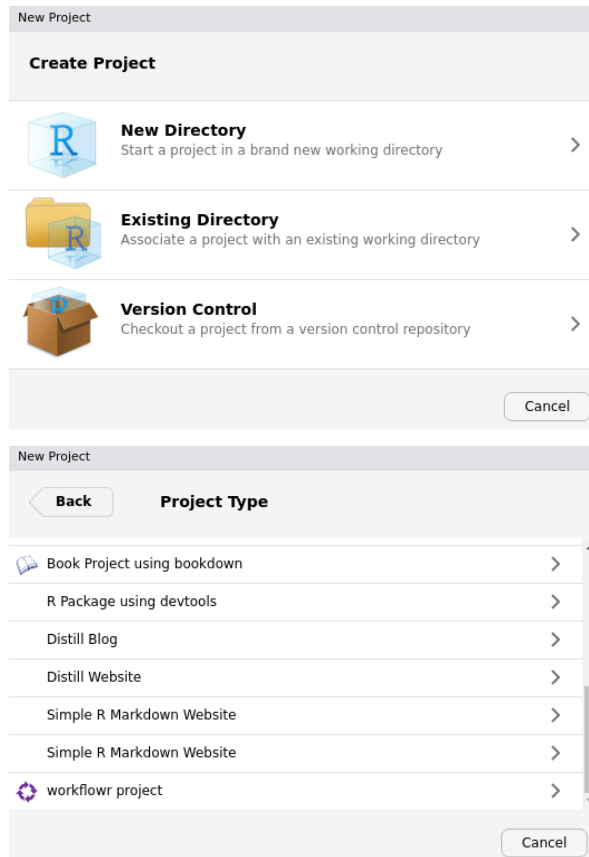 New Project
Create Project
R
New Directory
Start a project in a brand new working directory
R
Existing Directory
Associate a project with an existing working directory
Version Control
Checkout a project from a version control repository
Cancel
New Project
Back
Project Type
Book Project using bookdown
R Package using devtools
Distill Blog
Distill Website
Simple R Markdown Website
Simple R Markdown Website
workflowr project
Cancel